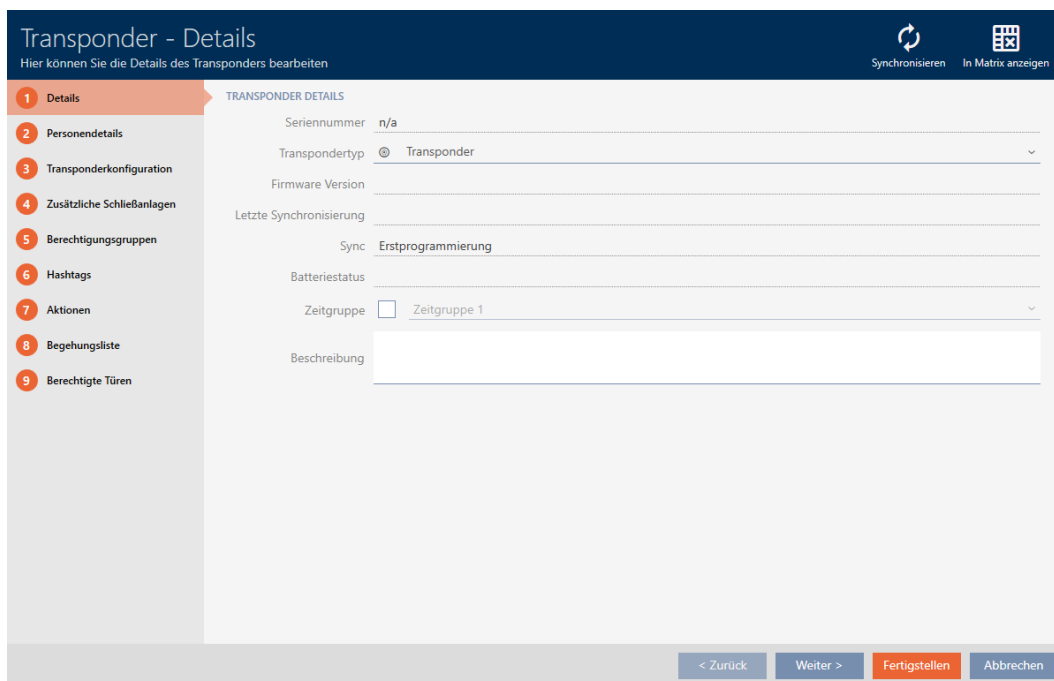 Transponder - Details
Hier können Sie die Details des Transponders bearbeiten
Synchronisieren
In Matrix anzeigen
1 Details
2 Personendetails
3 Transponderkonfiguration
4 Zusätzliche Schließanlagen
5 Berechtigungsgruppen
6 Hashtags
7 Aktionen
8 Begehungsliste
9 Berechtigte Türen
TRANSPONDER DETAILS
Seriennummer n/a
Transpondertyp Transponder
Firmware Version
Letzte Synchronisierung
Sync Erstprogrammierung
Batteriestatus
Zeitgruppe Zeitgruppe 1
Beschreibung
< Zurück
Weiter >
Fertigstellen
Abbrechen